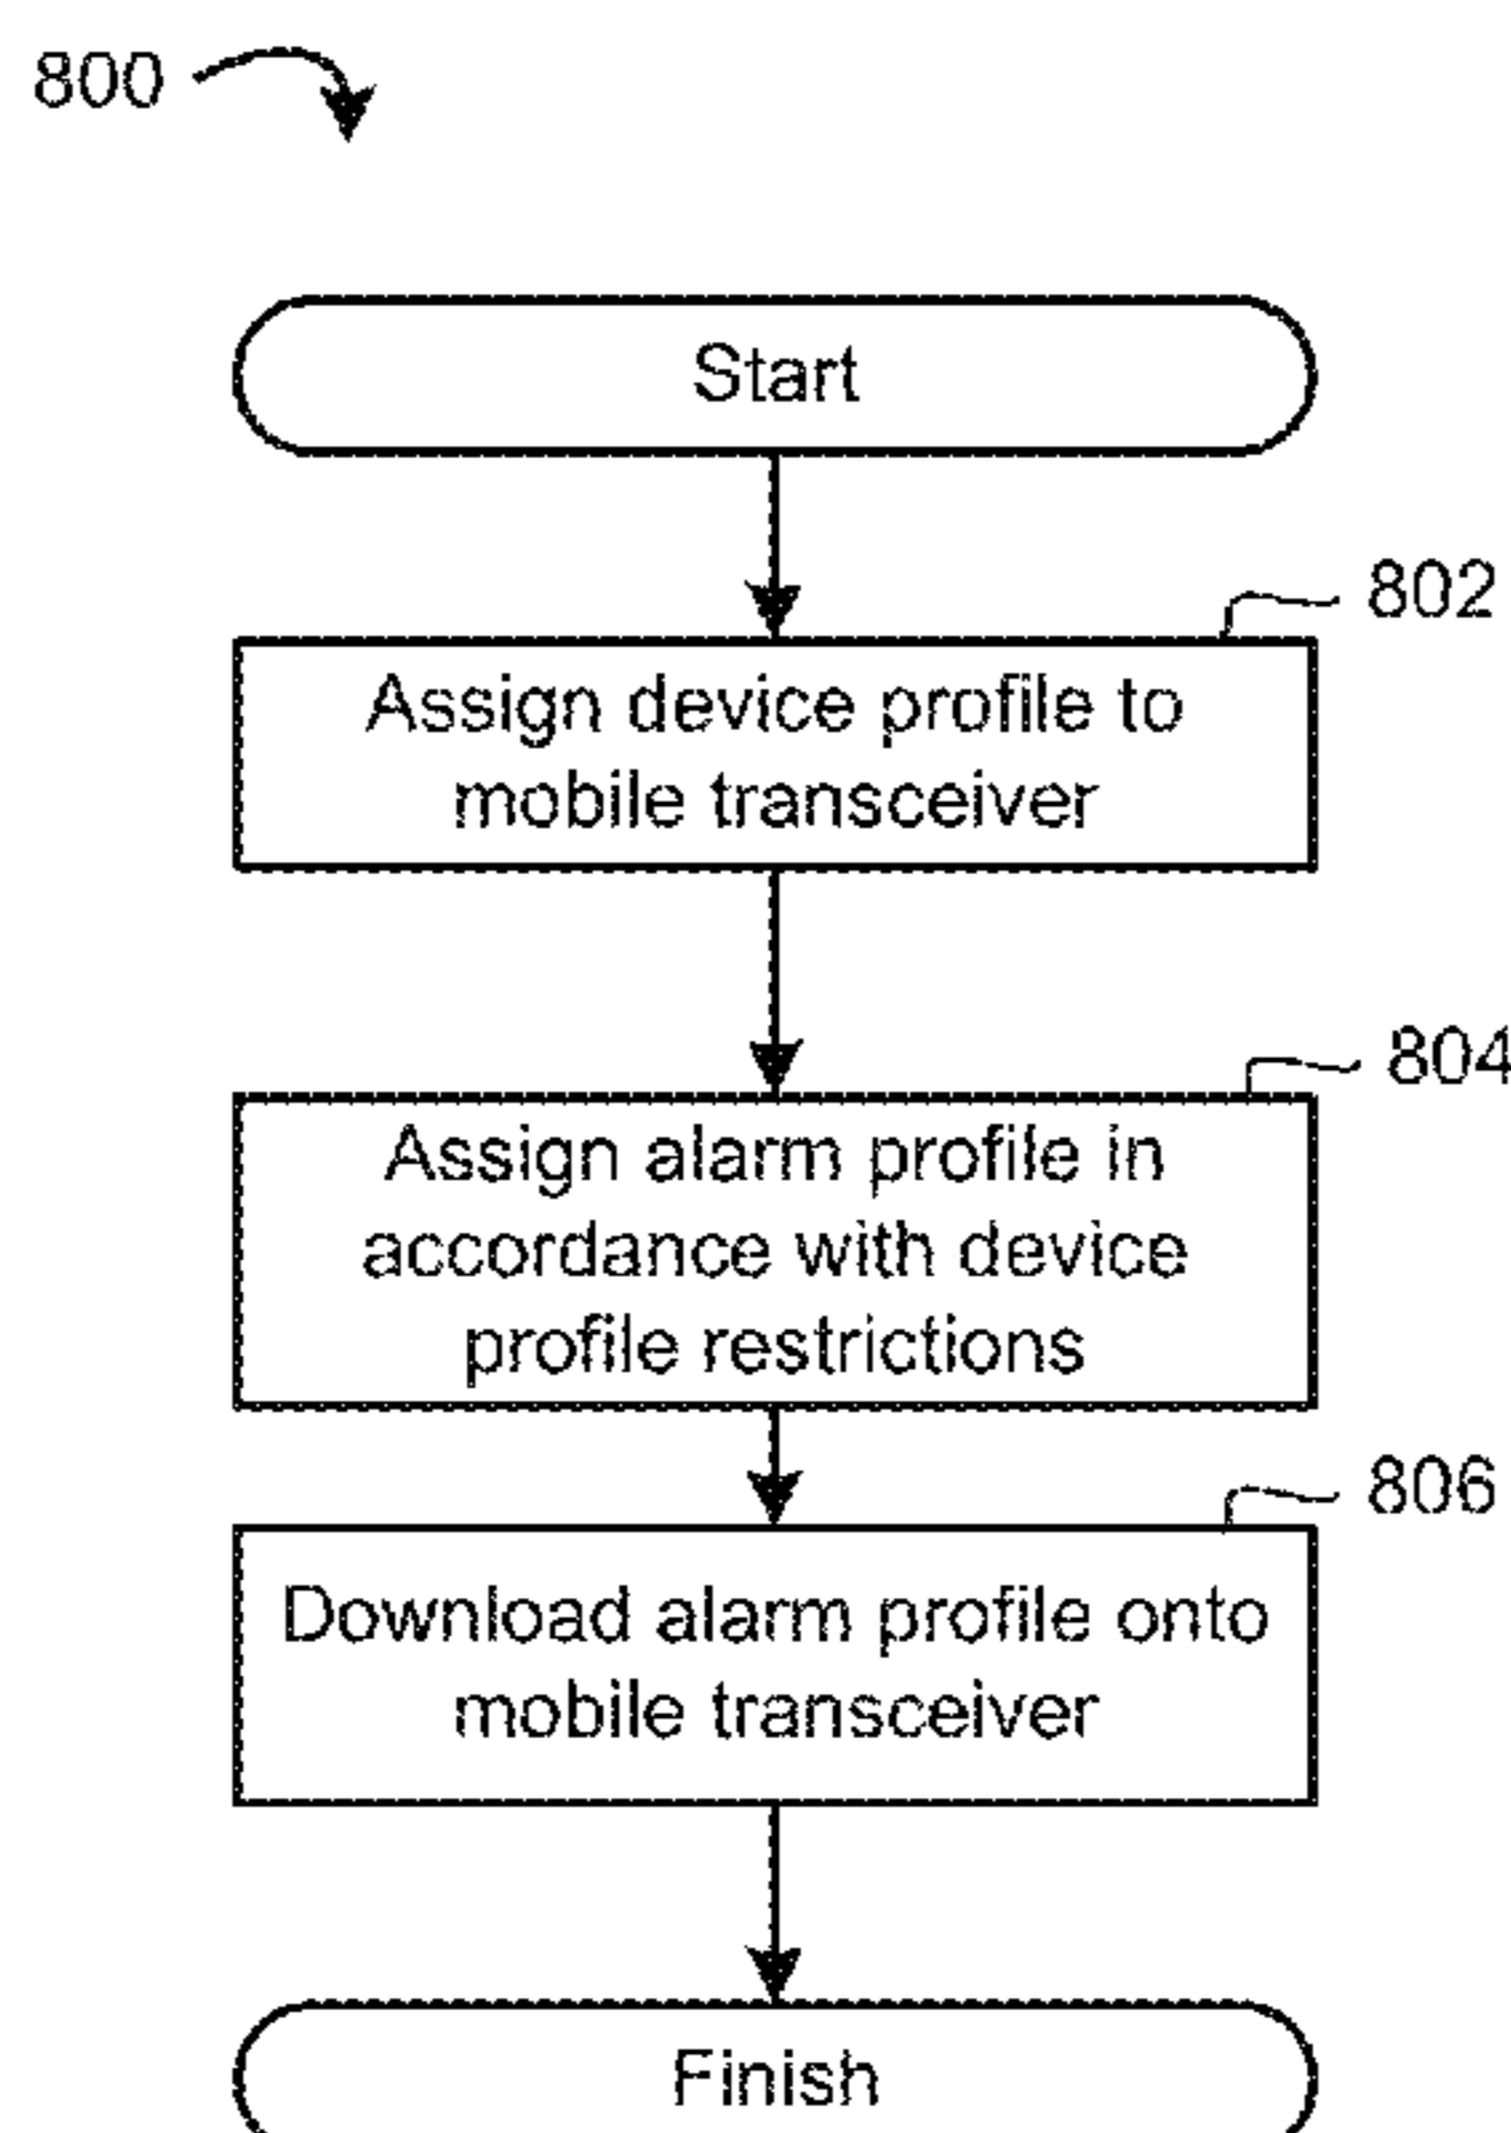 800
Start
802
Assign device profile to
mobile transceiver
804
Assign alarm profile in
accordance with device
profile restrictions
806
Download alarm profile onto
mobile transceiver
Finish